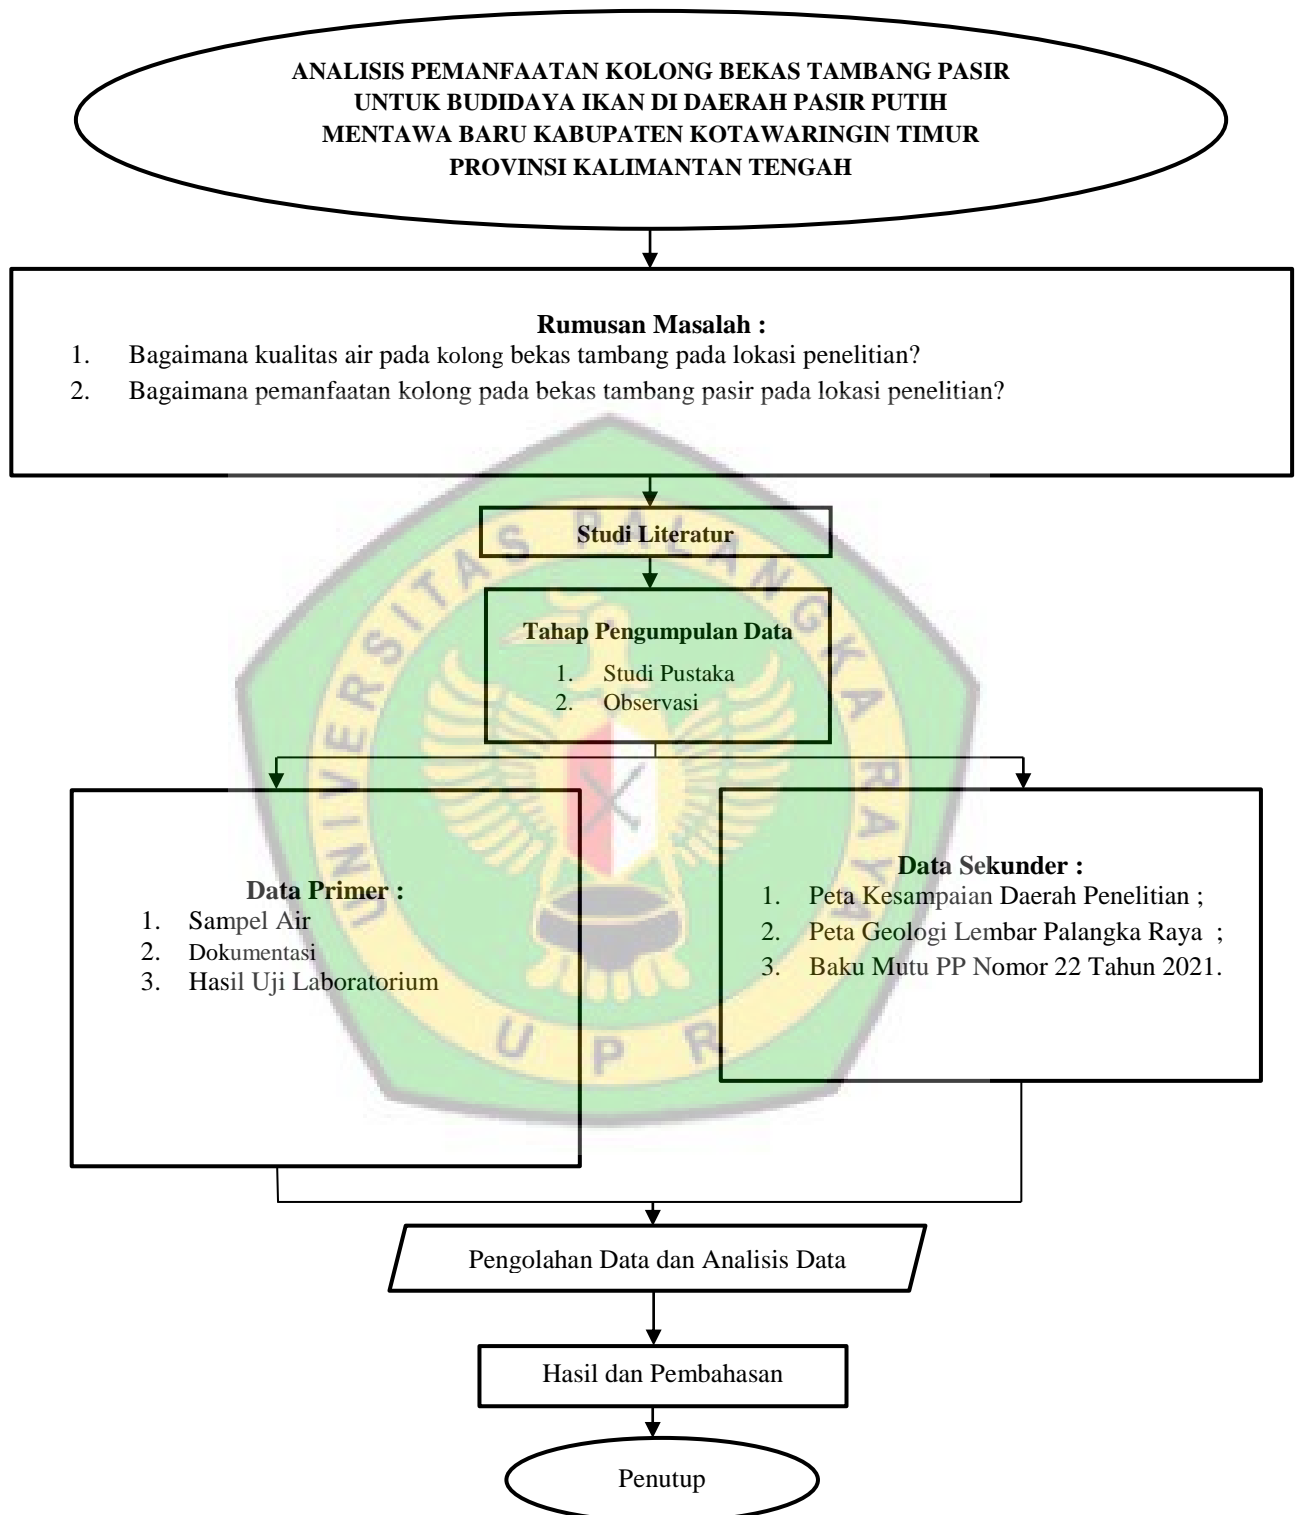 ANALISIS PEMANFAATAN KOLONG BEKAS TAMBANG PASIR
UNTUK BUDIDAYA IKAN DI DAERAH PASIR PUTIH
MENTAWA BARU KABUPATEN KOTAWARINGIN TIMUR
PROVINSI KALIMANTAN TENGAH
Rumusan Masalah :
1. Bagaimana kualitas air pada kolong bekas tambang pada lokasi penelitian?
2. Bagaimana pemanfaatan kolong pada bekas tambang pasir pada lokasi penelitian?
Studi Literatur
Tahap Pengumpulan Data
1. Studi Pustaka
2. Observasi
Data Primer :
1. Sampel Air
2. Dokumentasi
3. Hasil Uji Laboratorium
Data Sekunder :
1. Peta Kesampaian Daerah Penelitian ;
2. Peta Geologi Lembar Palangka Raya ;
3. Baku Mutu PP Nomor 22 Tahun 2021.
Pengolahan Data dan Analisis Data
Hasil dan Pembahasan
Penutup
UNIVERSITAS PALANGKA RAYA
UPR